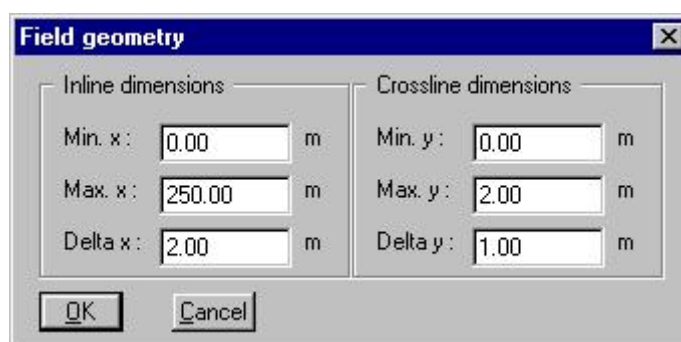 Field geometry
Inline dimensions
Min. x : 0.00 m
Max. x : 250.00 m
Delta x : 2.00 m
Crossline dimensions
Min. y : 0.00 m
Max. y : 2.00 m
Delta y : 1.00 m
OK Cancel